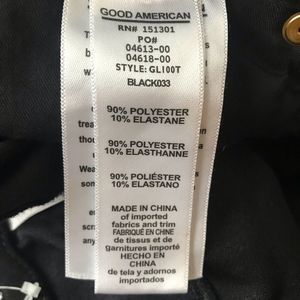 GOOD AMERICAN
RN# 151301
PO#
04613-00
04618-00
STYLE: GL100T
BLACK033
90% POLYESTER
10% ELASTANE
90% POLYESTER
10% ELASTHANNE
90% POLIÉSTER
10% ELASTANO
MADE IN CHINA
of imported
fabrics and trim
FABRIQUÉ EN CHINE
de tissus et de
garnitures importé
HECHO EN
CHINA
de tela y adornos
importados